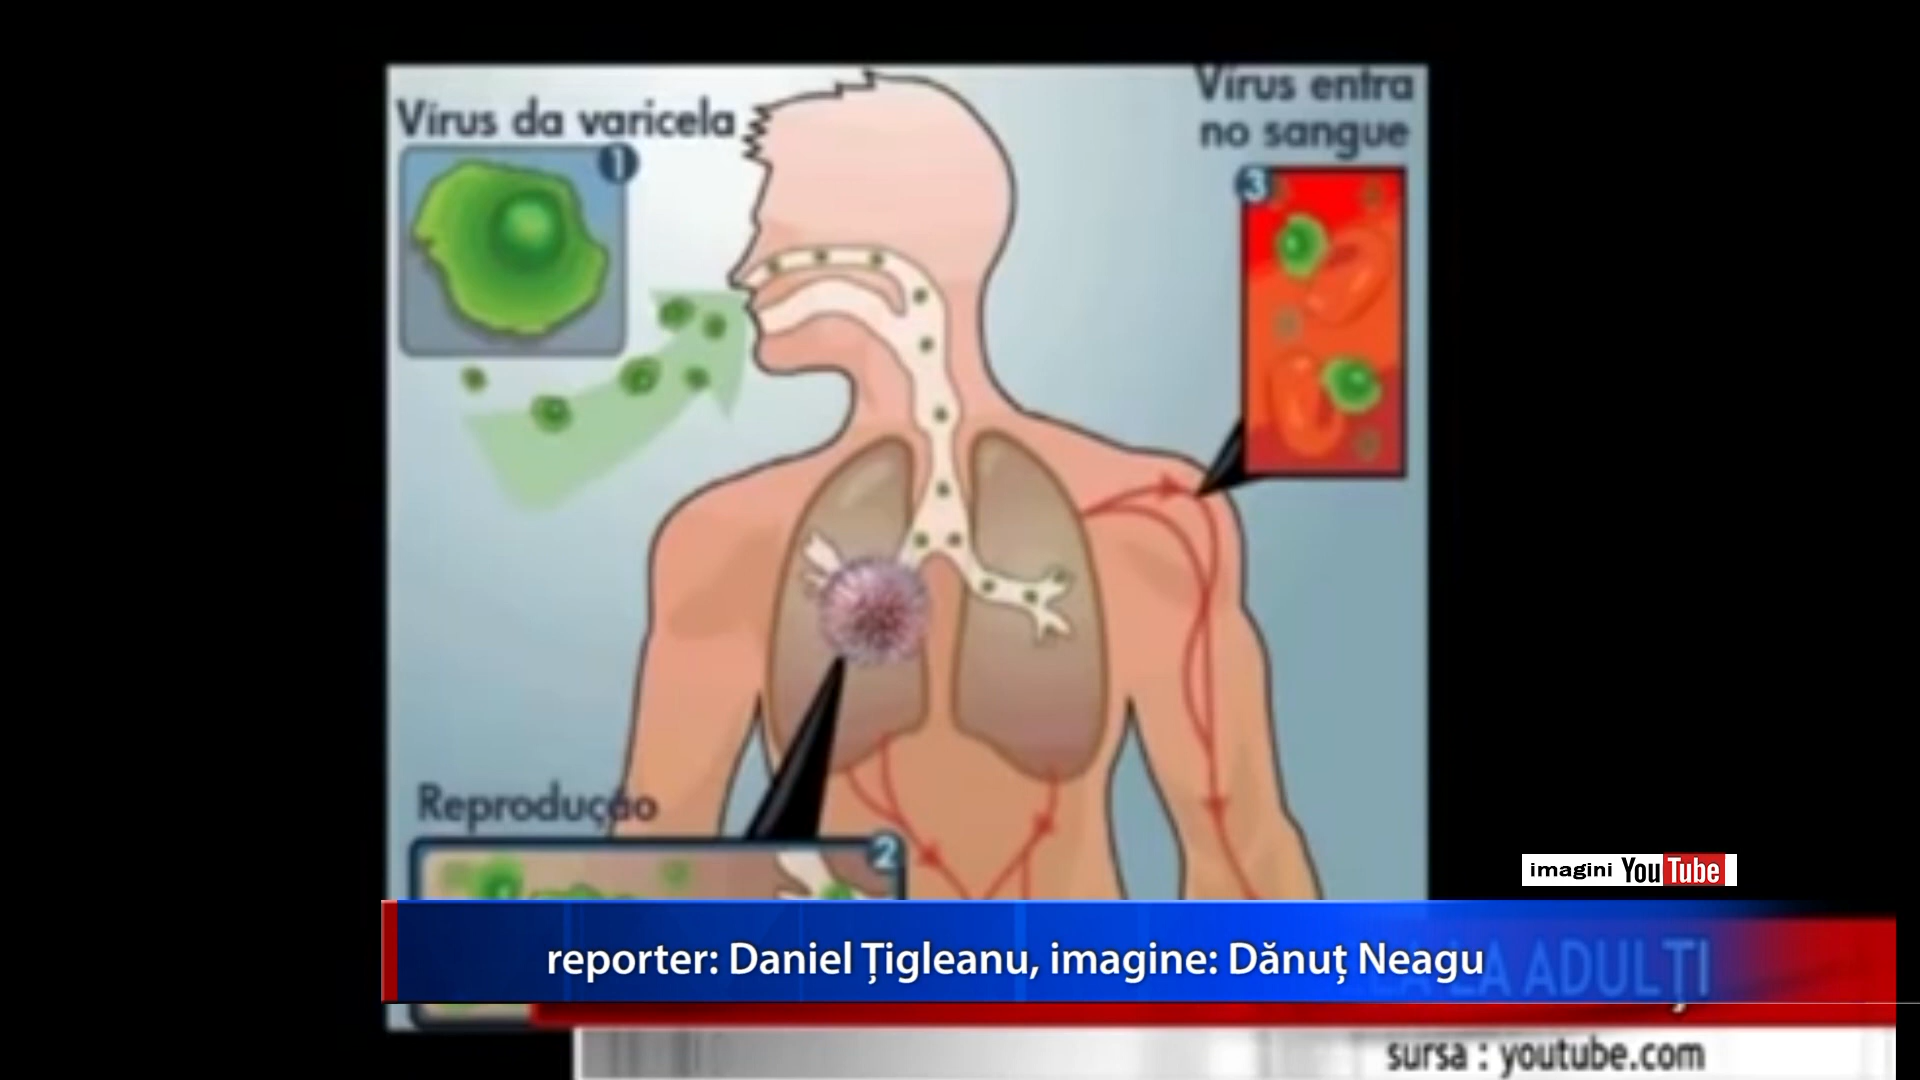 Vírus da varicela
1
Vírus entra
no sangue
3
Reprodução
2
imagini YouTube
reporter: Daniel Țigleanu, imagine: Dănuț Neagu
LA ADULȚI
sursa : youtube.com